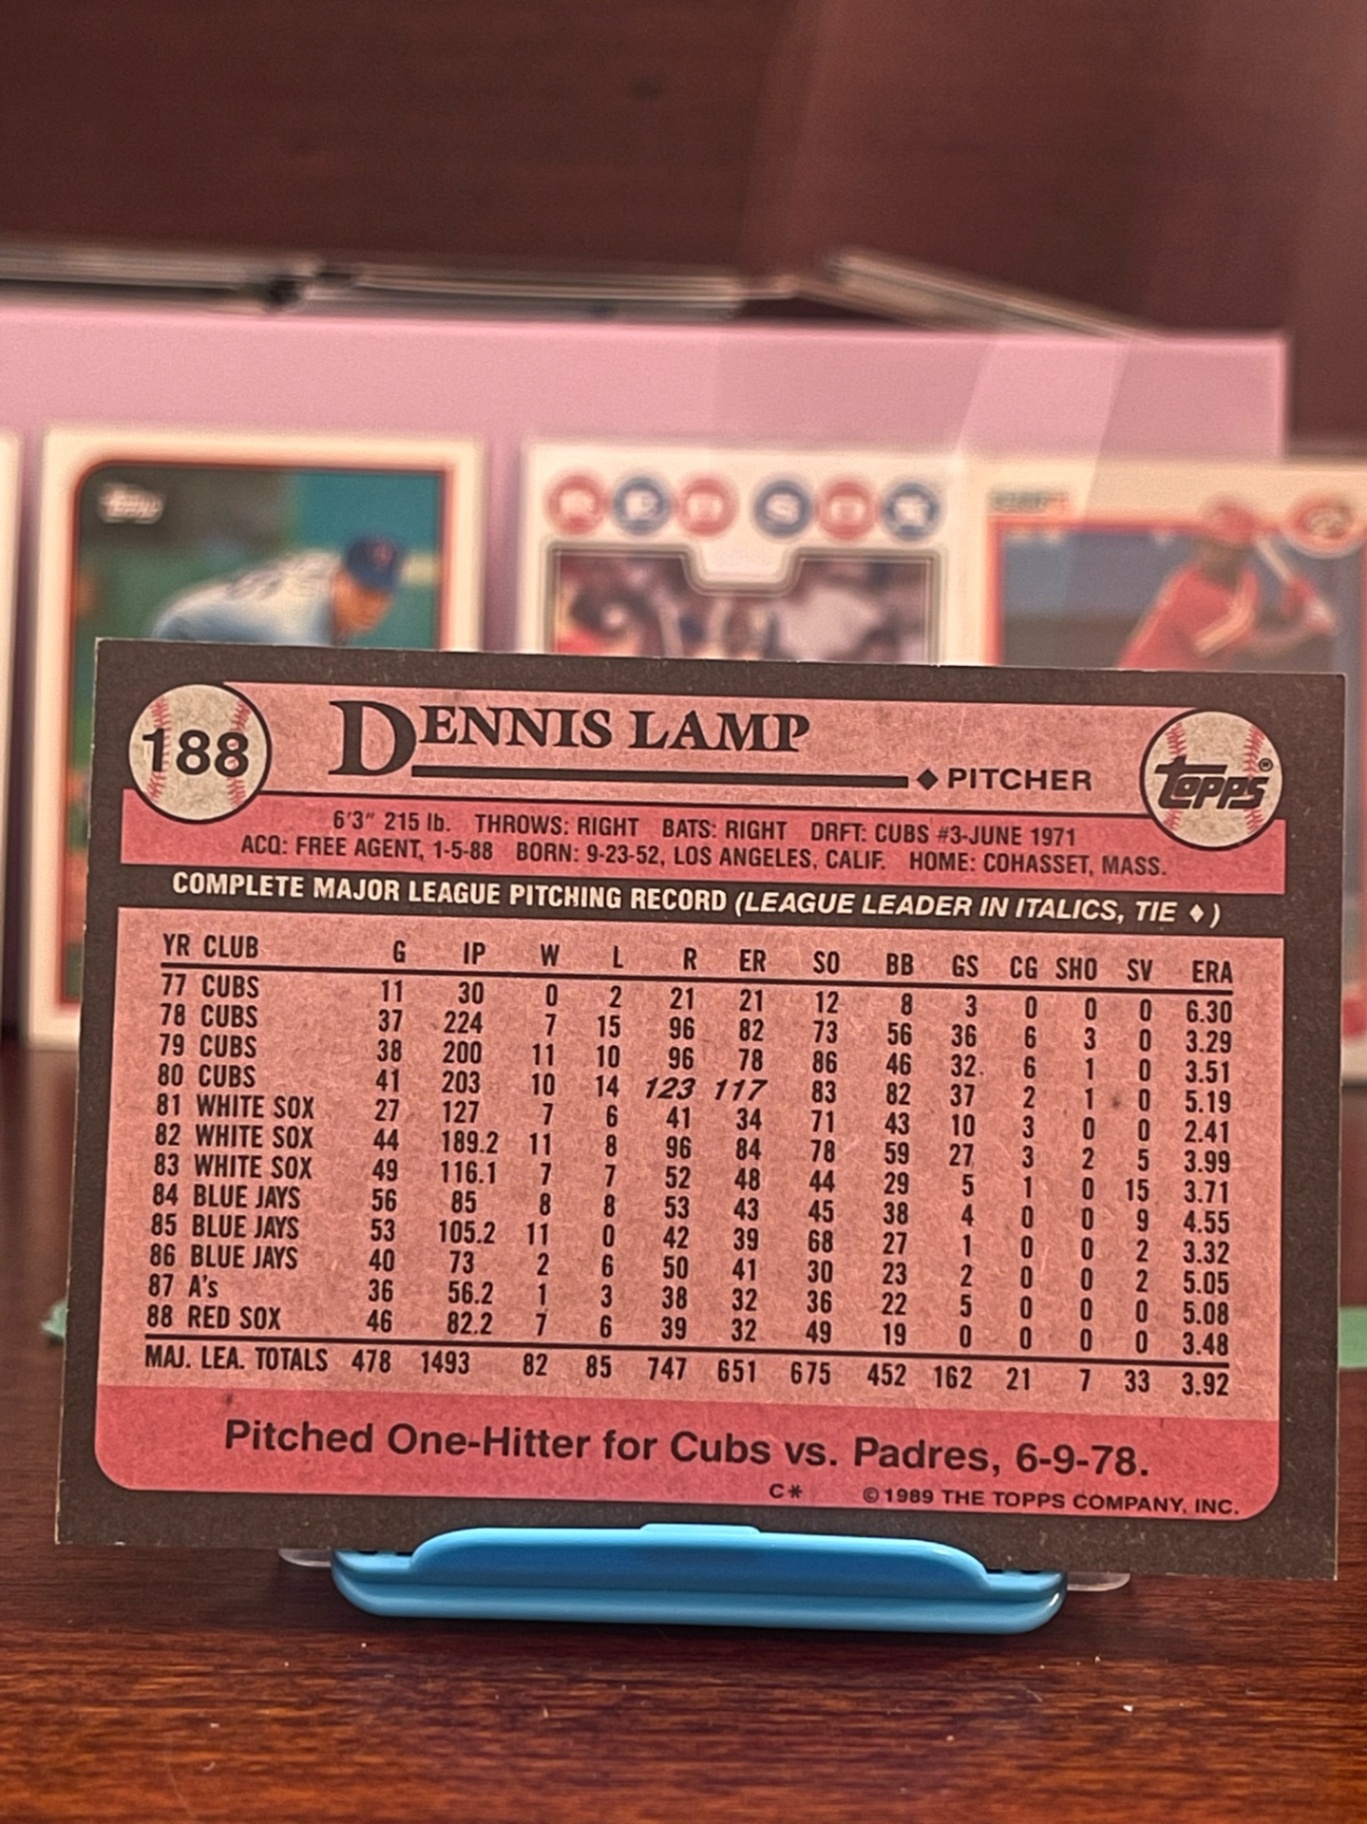 Topps
RED SOX
188
DENNIS LAMP
◆ PITCHER
Topps®
6'3" 215 lb. THROWS: RIGHT BATS: RIGHT DRFT: CUBS #3-JUNE 1971
ACQ: FREE AGENT, 1-5-88 BORN: 9-23-52, LOS ANGELES, CALIF. HOME: COHASSET, MASS.
COMPLETE MAJOR LEAGUE PITCHING RECORD (LEAGUE LEADER IN ITALICS, TIE ♦)
YR CLUB G IP W L R ER SO BB GS CG SHO SV ERA
77 CUBS 11 30 0 2 21 21 12 8 3 0 0 0 6.30
78 CUBS 37 224 7 15 96 82 73 56 36 6 3 0 3.29
79 CUBS 38 200 11 10 96 78 86 46 32 6 1 0 3.51
80 CUBS 41 203 10 14 123 117 83 82 37 2 1 0 5.19
81 WHITE SOX 27 127 7 6 41 34 71 43 10 3 0 0 2.41
82 WHITE SOX 44 189.2 11 8 96 84 78 59 27 3 2 5 3.99
83 WHITE SOX 49 116.1 7 7 52 48 44 29 5 1 0 15 3.71
84 BLUE JAYS 56 85 8 8 53 43 45 38 4 0 0 9 4.55
85 BLUE JAYS 53 105.2 11 0 42 39 68 27 1 0 0 2 3.32
86 BLUE JAYS 40 73 2 6 50 41 30 23 2 0 0 2 5.05
87 A's 36 56.2 1 3 38 32 36 22 5 0 0 0 5.08
88 RED SOX 46 82.2 7 6 39 32 49 19 0 0 0 0 3.48
MAJ. LEA. TOTALS 478 1493 82 85 747 651 675 452 162 21 7 33 3.92
Pitched One-Hitter for Cubs vs. Padres, 6-9-78.
C* ©1989 THE TOPPS COMPANY, INC.